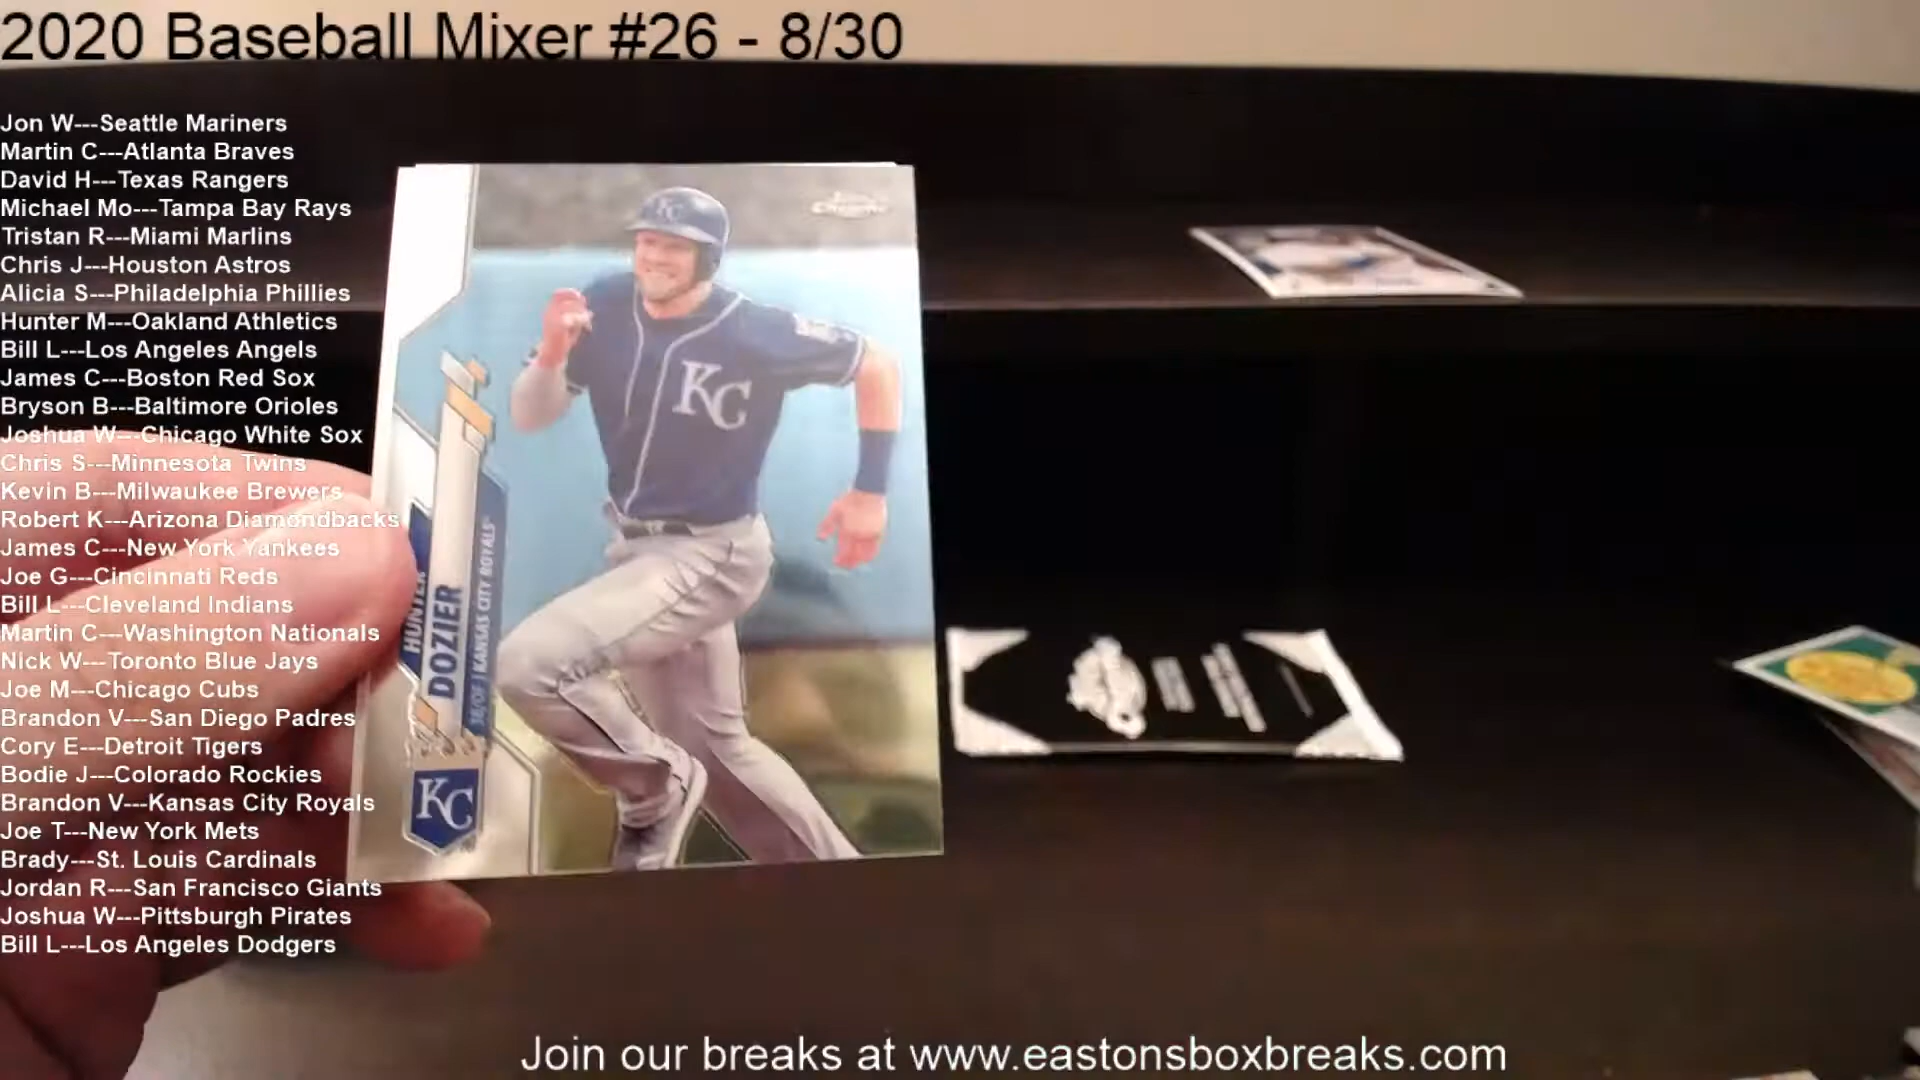 2020 Baseball Mixer #26 - 8/30
Jon W---Seattle Mariners
Martin C---Atlanta Braves
David H---Texas Rangers
Michael Mo---Tampa Bay Rays
Tristan R---Miami Marlins
Chris J---Houston Astros
Alicia S---Philadelphia Phillies
Hunter M---Oakland Athletics
Bill L---Los Angeles Angels
James C---Boston Red Sox
Bryson B---Baltimore Orioles
Joshua W---Chicago White Sox
Chris S---Minnesota Twins
Kevin B---Milwaukee Brewers
Robert K---Arizona Diamondbacks
James C---New York Yankees
Joe G---Cincinnati Reds
Bill L---Cleveland Indians
Martin C---Washington Nationals
Nick W---Toronto Blue Jays
Joe M---Chicago Cubs
Brandon V---San Diego Padres
Cory E---Detroit Tigers
Bodie J---Colorado Rockies
Brandon V---Kansas City Royals
Joe T---New York Mets
Brady---St. Louis Cardinals
Jordan R---San Francisco Giants
Joshua W---Pittsburgh Pirates
Bill L---Los Angeles Dodgers
Chrome
KC
KC
HUNTER
DOZIER
3B/OF | KANSAS CITY ROYALS®
KC
Join our breaks at www.eastonsboxbreaks.com